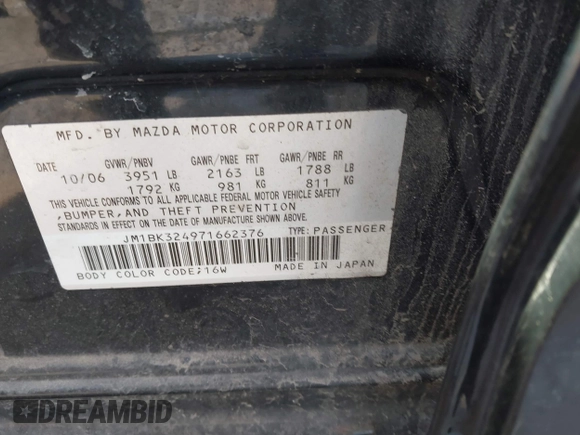 MFD. BY MAZDA MOTOR CORPORATION
DATE GVWR/PNBV GAWR/PNBE FRT GAWR/PNBE RR
10/06 3951 LB 2163 LB 1788 LB
1792 KG 981 KG 811 KG
THIS VEHICLE CONFORMS TO ALL APPLICABLE FEDERAL MOTOR VEHICLE SAFETY
,BUMPER,AND THEFT PREVENTION
STANDARDS IN EFFECT ON THE DATE OF MANUFACTURE SHOWN ABOVE.
JM1BK324971662376 TYPE: PASSENGER
BODY COLOR CODE;16W MADE IN JAPAN
DREAMBID